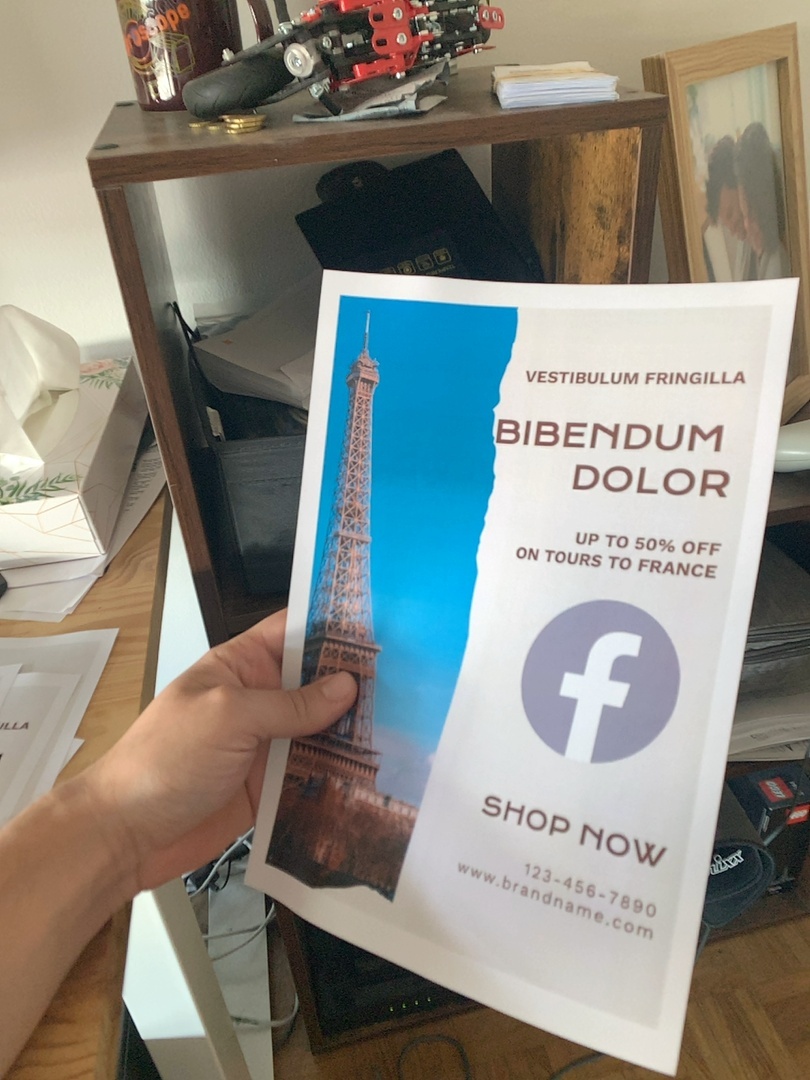 VESTIBULUM FRINGILLA
BIBENDUM
DOLOR
UP TO 50% OFF
ON TOURS TO FRANCE
SHOP NOW
123-456-7890
www.brandname.com
LEGO